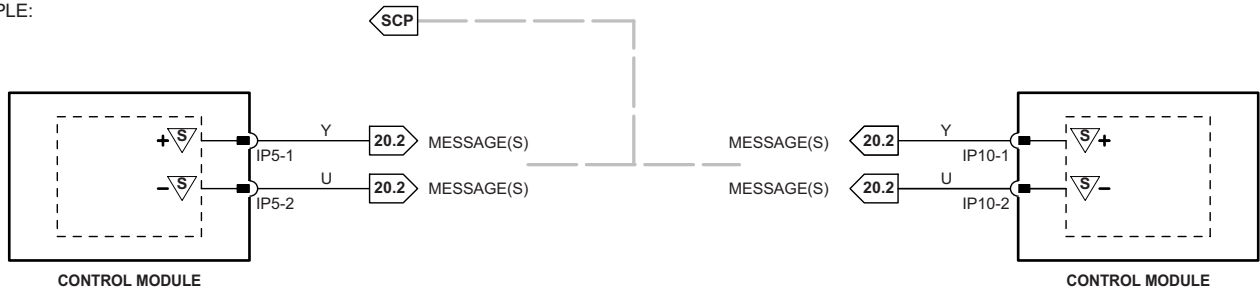 PLE:
SCP
+ S Y 20.2 MESSAGE(S)
IP5-1
– S U 20.2 MESSAGE(S)
IP5-2
CONTROL MODULE
MESSAGE(S) 20.2 Y S +
IP10-1
MESSAGE(S) 20.2 U S –
IP10-2
CONTROL MODULE